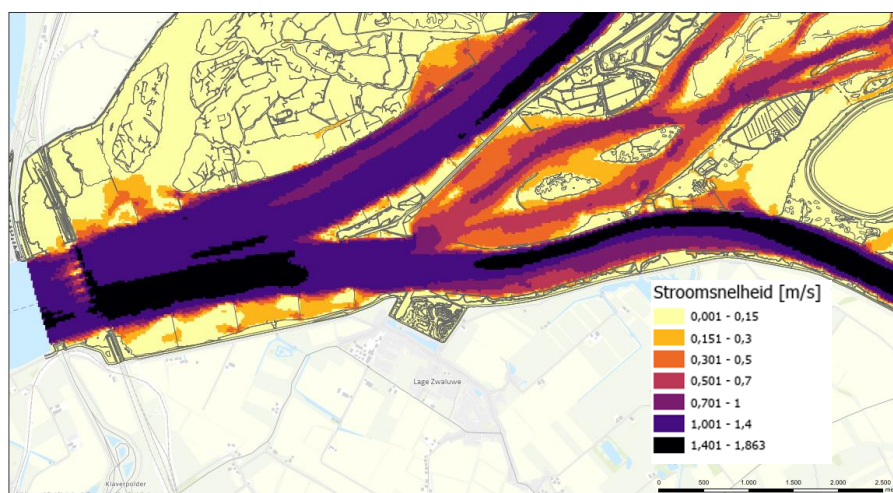 Stroomsnelheid [m/s]
0,001 - 0,15
0,151 - 0,3
0,301 - 0,5
0,501 - 0,7
0,701 - 1
1,001 - 1,4
1,401 - 1,863
Lage Zwaluwe
Klaverpolder
0
500
1.000
1.500
2.000
2.500